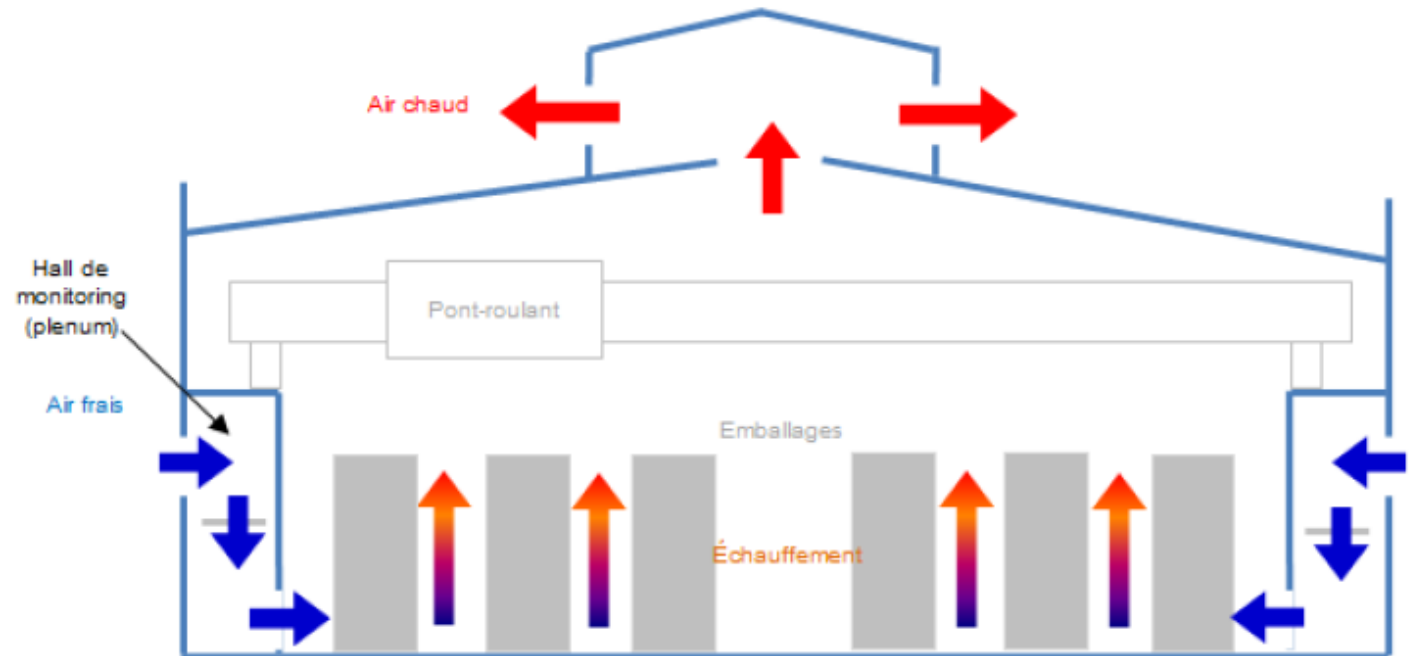 Air chaud
Hall de
monitoring
(plenum)
Pont-roulant
Air frais
Emballages
Échauffement